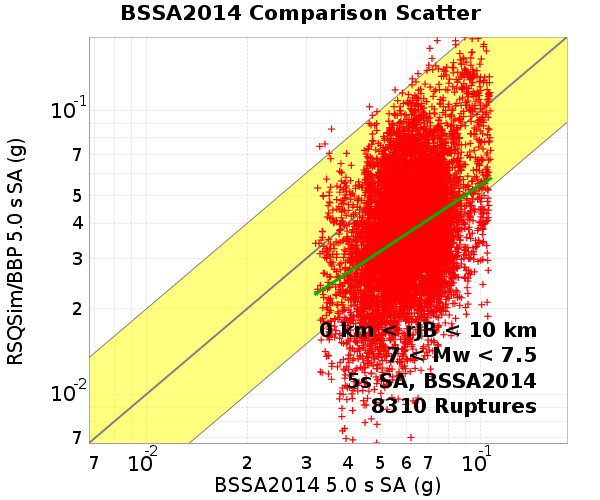 BSSA2014 Comparison Scatter
RSQSim/BBP 5.0 s SA (g)
10-1
7
5
4
3
2
10-2
7
0 km < rJB < 10 km
7 < Mw < 7.5
5s SA, BSSA2014
8310 Ruptures
7 10-2 2 3 4 5 6 7 10-1
BSSA2014 5.0 s SA (g)